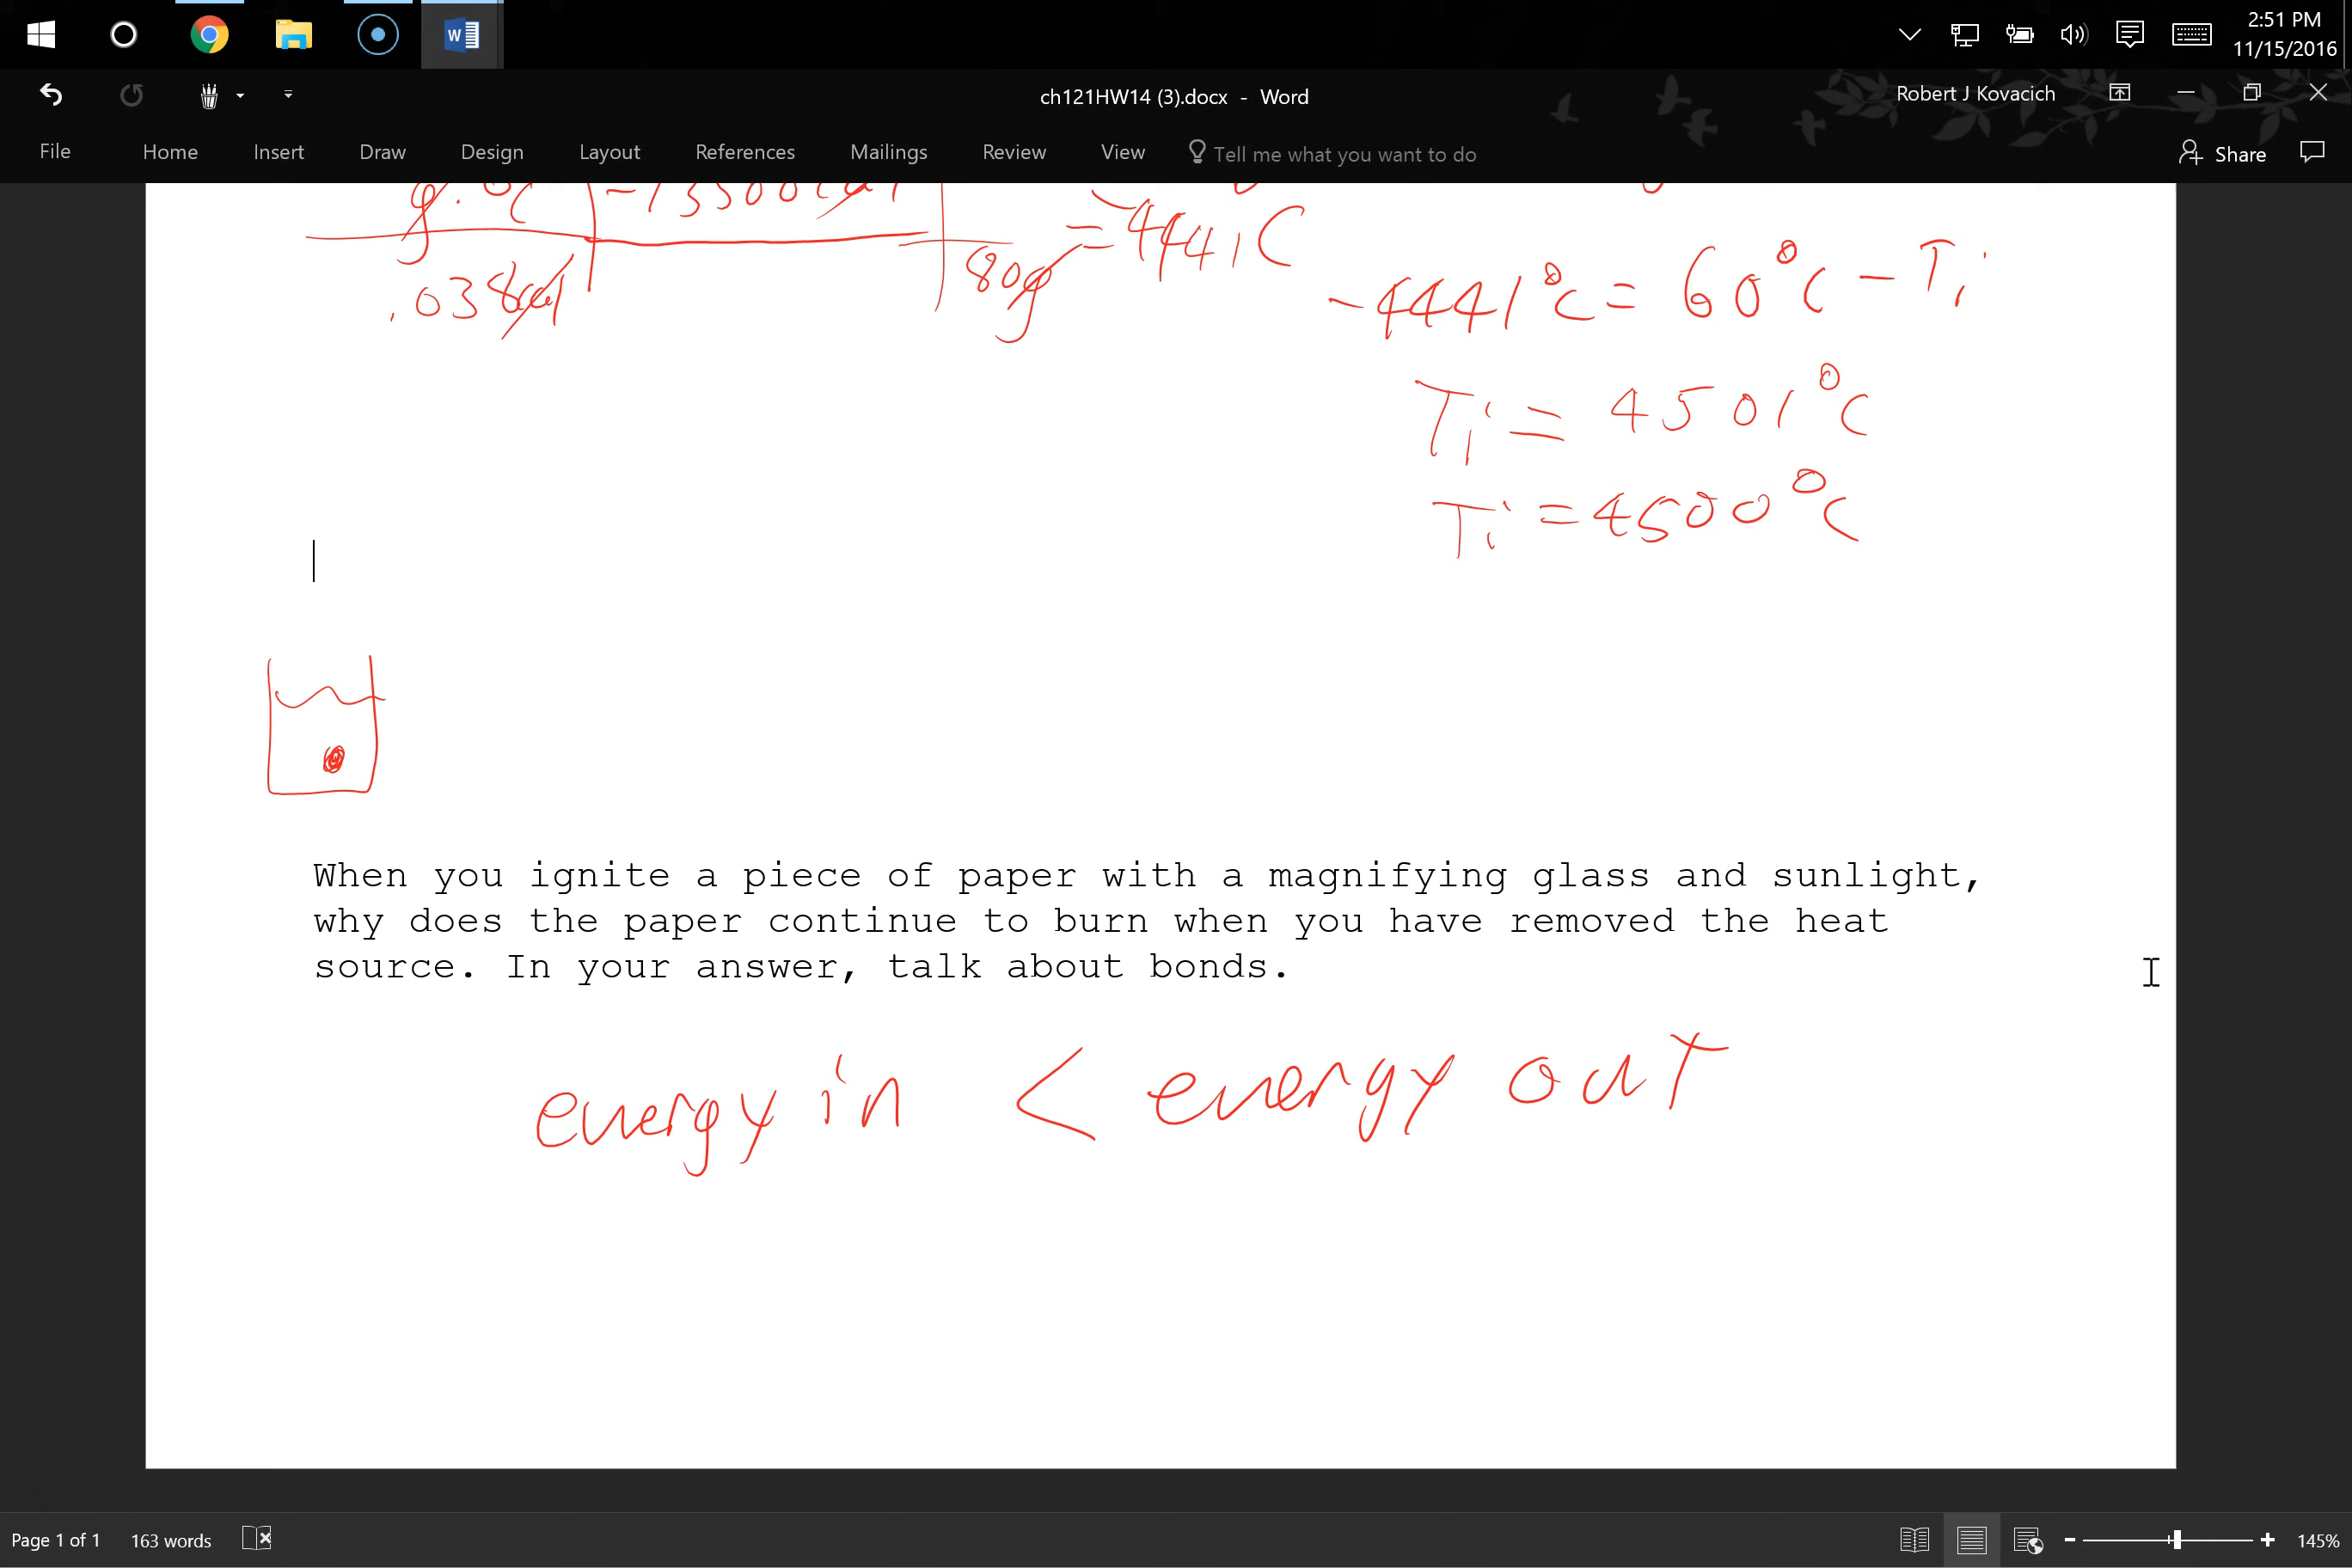 2:51 PM
11/15/2016
ch121HW14 (3).docx - Word
Robert J Kovacich
File Home Insert Draw Design Layout References Mailings Review View Tell me what you want to do Share
g·°C -13500cal
.038cal 80g = -4441C
-4441°C = 60°C - Ti
Ti = 4501°C
Ti = 4500°C
When you ignite a piece of paper with a magnifying glass and sunlight,
why does the paper continue to burn when you have removed the heat
source. In your answer, talk about bonds.
energy in < energy out
Page 1 of 1 163 words 145%